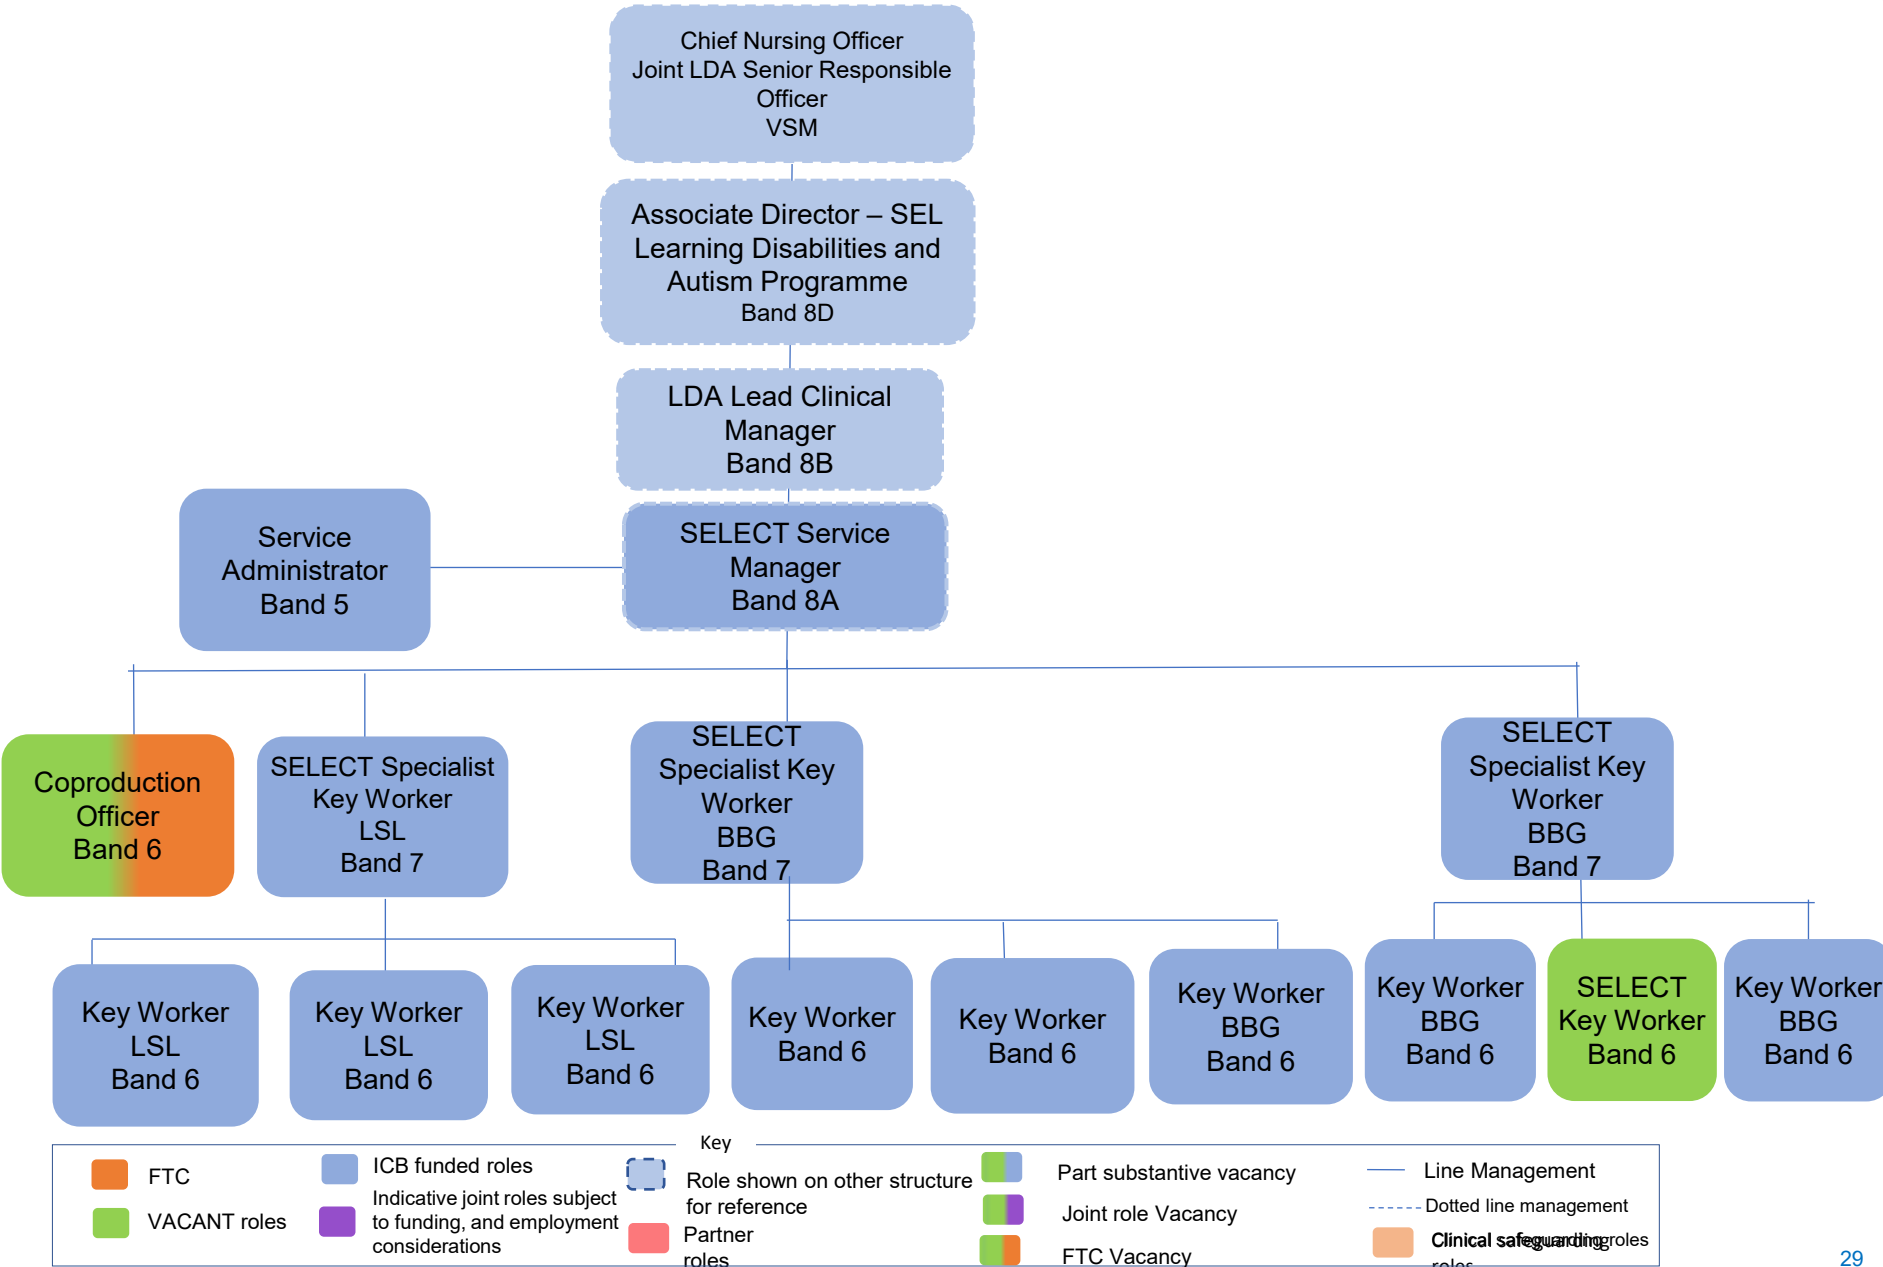 Chief Nursing Officer
Joint LDA Senior Responsible
Officer
VSM
Associate Director – SEL
Learning Disabilities and
Autism Programme
Band 8D
LDA Lead Clinical
Manager
Band 8B
Service
Administrator
Band 5
SELECT Service
Manager
Band 8A
Coproduction
Officer
Band 6
SELECT Specialist
Key Worker
LSL
Band 7
SELECT
Specialist Key
Worker
BBG
Band 7
SELECT
Specialist Key
Worker
BBG
Band 7
Key Worker
LSL
Band 6
Key Worker
LSL
Band 6
Key Worker
LSL
Band 6
Key Worker
Band 6
Key Worker
Band 6
Key Worker
BBG
Band 6
Key Worker
BBG
Band 6
SELECT
Key Worker
Band 6
Key Worker
BBG
Band 6
Key
FTC
VACANT roles
ICB funded roles
Indicative joint roles subject
to funding, and employment
considerations
Role shown on other structure
for reference
Partner
roles
Part substantive vacancy
Joint role Vacancy
FTC Vacancy
Line Management
Dotted line management
Clinical safeguarding roles
roles
29